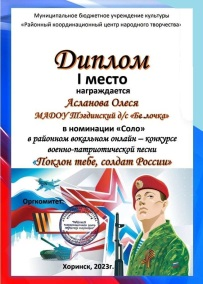 Муниципальное бюджетное учреждение культуры
«Районный координационный центр народного творчества»
Диплом
I место
награждается
Асланова Олеся
МАДОУ Тэгдинский д/с «Белочка»
в номинации «Соло»
в районном вокальном онлайн – конкурсе
военно-патриотической песни
«Поклон тебе, солдат России»
Оргкомитет:
Хоринск, 2023г.